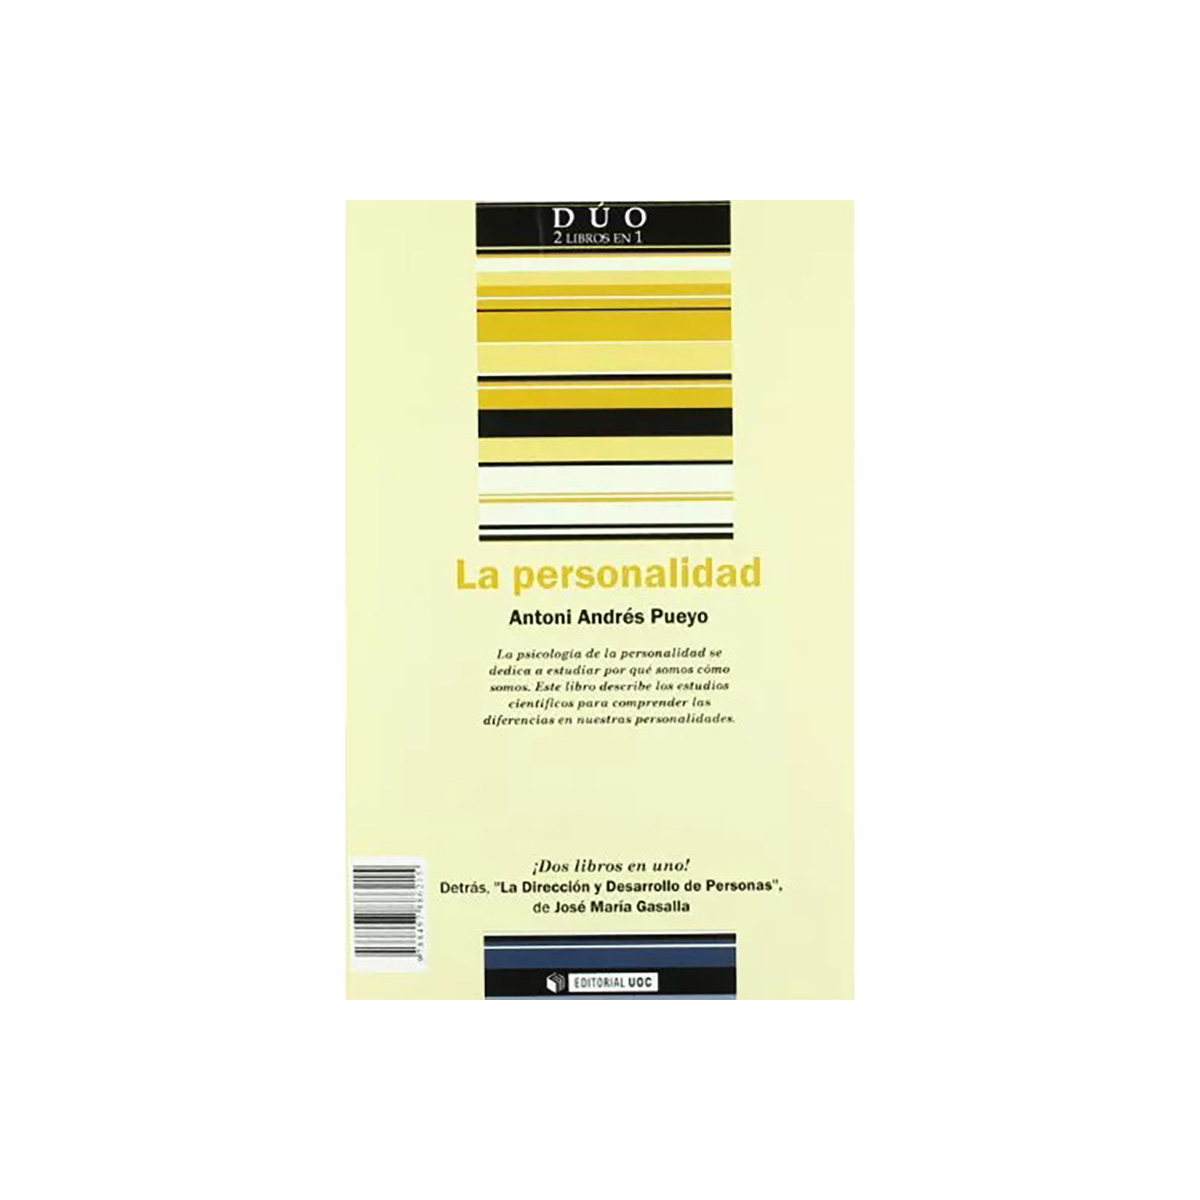 DÚO
2 LIBROS EN 1
La personalidad
Antoni Andrés Pueyo
La psicología de la personalidad se
dedica a estudiar por qué somos cómo
somos. Este libro describe los estudios
científicos para comprender las
diferencias en nuestras personalidades.
¡Dos libros en uno!
Detrás, "La Dirección y Desarrollo de Personas",
de José María Gasalla
EDITORIAL UOC